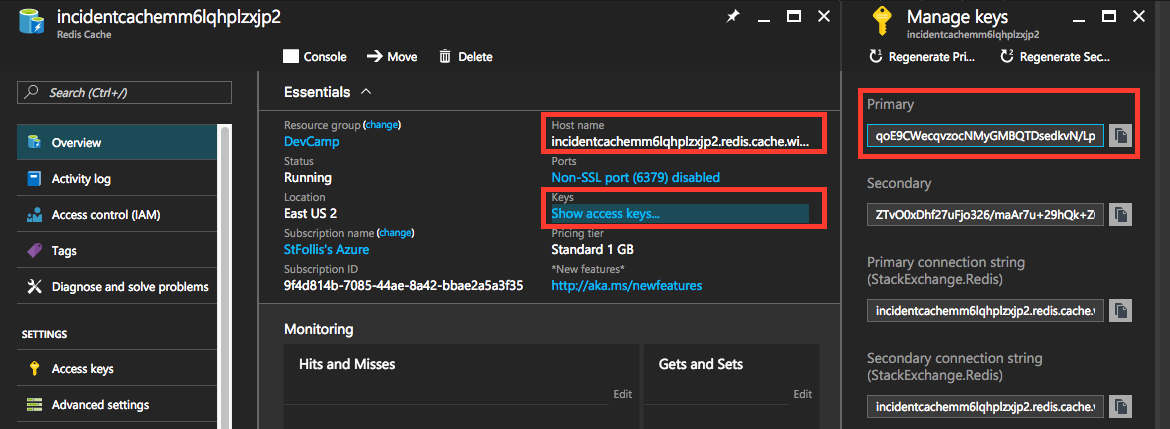 incidentcachemm6lqhplzxjp2
Redis Cache
Console Move Delete
Search (Ctrl+/)
Overview
Activity log
Access control (IAM)
Tags
Diagnose and solve problems
SETTINGS
Access keys
Advanced settings
Essentials
Resource group (change)
DevCamp
Status
Running
Location
East US 2
Subscription name (change)
StFollis's Azure
Subscription ID
9f4d814b-7085-44ae-8a42-bbae2a5a3f35
Host name
incidentcachemm6lqhplzxjp2.redis.cache.wi...
Ports
Non-SSL port (6379) disabled
Keys
Show access keys...
Pricing tier
Standard 1 GB
*New features*
http://aka.ms/newfeatures
Monitoring
Hits and Misses
Edit
Gets and Sets
Edit
Manage keys
incidentcachemm6lqhplzxjp2
Regenerate Pri... Regenerate Sec...
Primary
qoE9CWecqvzocNMyGMBQTDsedkvN/Lp
Secondary
ZTvO0xDhf27uFjo326/maAr7u+29hQk+Z
Primary connection string
(StackExchange.Redis)
incidentcachemm6lqhplzxjp2.redis.cache.
Secondary connection string
(StackExchange.Redis)
incidentcachemm6lqhplzxjp2.redis.cache.